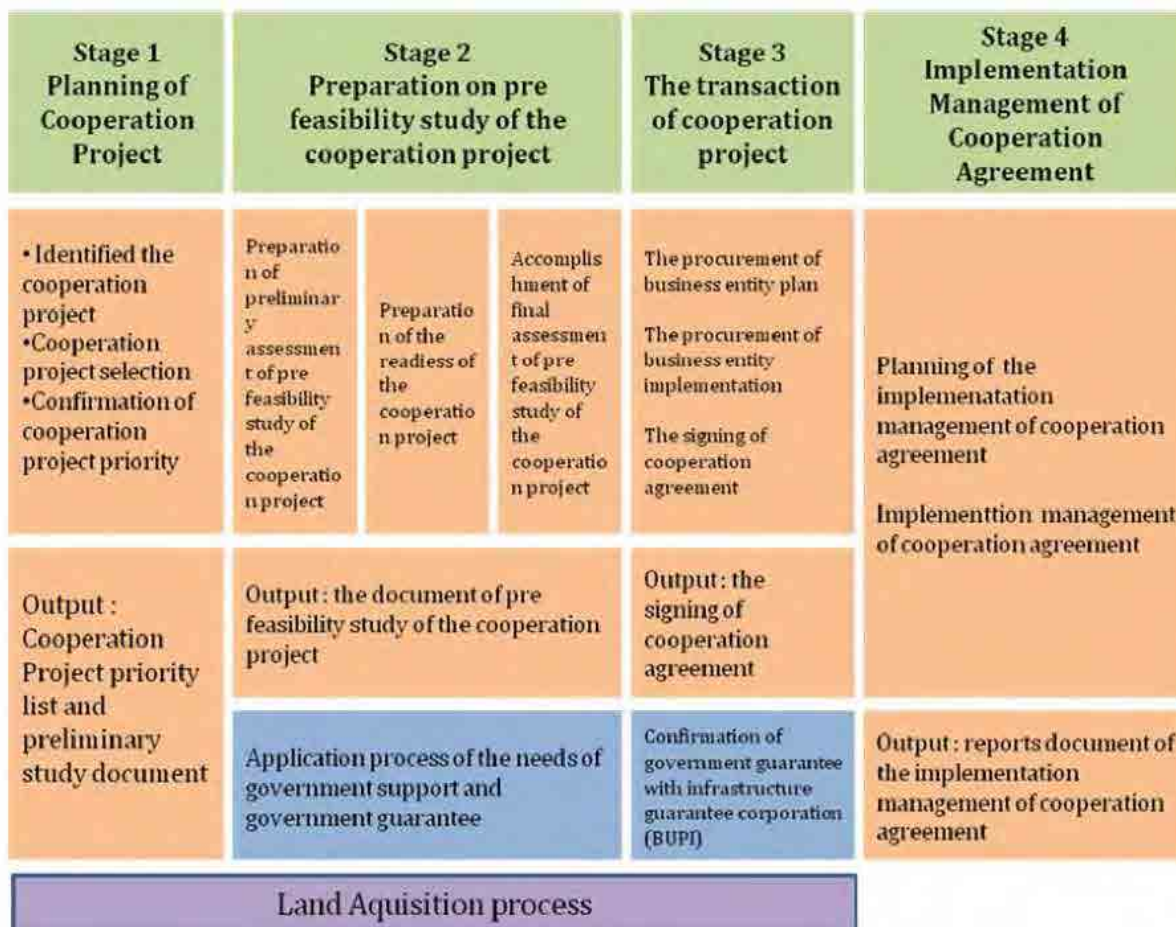 Stage 1
Planning of
Cooperation
Project
Stage 2
Preparation on pre
feasibility study of the
cooperation project
Stage 3
The transaction
of cooperation
project
Stage 4
Implementation
Management of
Cooperation
Agreement
• Identified the
cooperation
project
•Cooperation
project selection
•Confirmation of
cooperation
project priority
Preparatio
n of
preliminar
y
assessmen
t of pre
feasibility
study of
the
cooperatio
n project
Preparatio
n of the
readiess of
the
cooperatio
n project
Accomplis
hment of
final
assessmen
t of pre
feasibility
study of
the
cooperatio
n project
The procurement of
business entity plan
The procurement of
business entity
implementation
The signing of
cooperation
agreement
Planning of the
implemenatation
management of cooperation
agreement
Implementtion management
of cooperation agreement
Output :
Cooperation
Project priority
list and
preliminary
study document
Output : the document of pre
feasibility study of the cooperation
project
Output : the
signing of
cooperation
agreement
Application process of the needs of
government support and
government guarantee
Confirmation of
government guarantee
with infrastructure
guarantee corporation
(BUPI)
Output : reports document of
the implementation
management of cooperation
agreement
Land Aquisition process